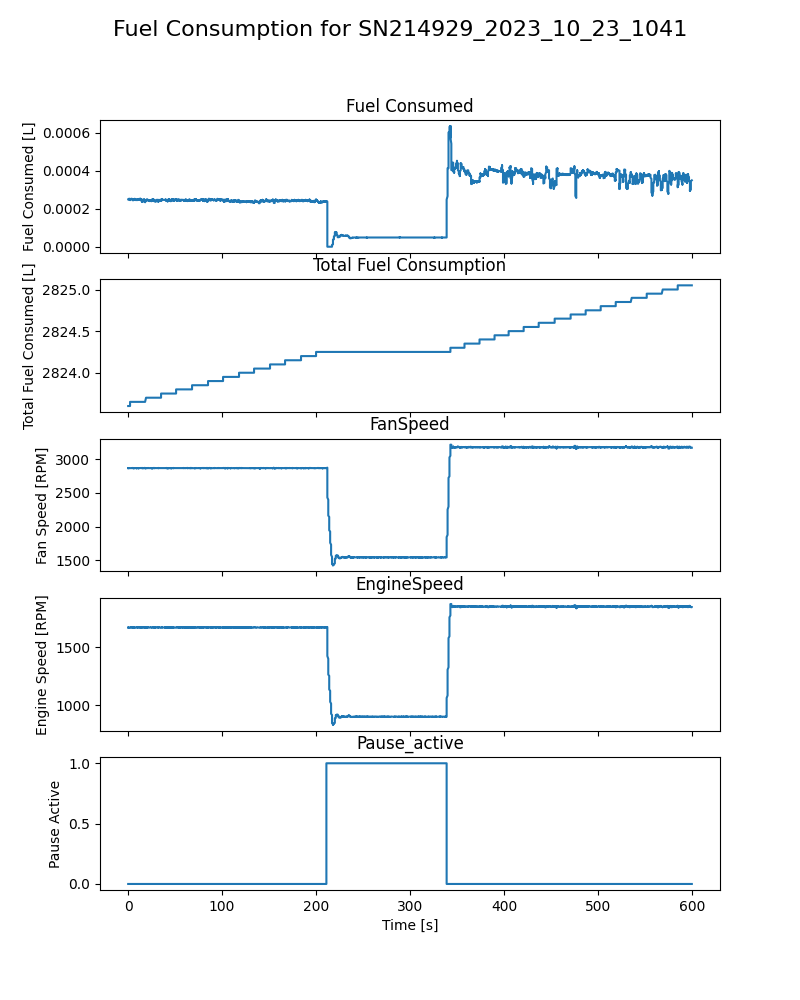 Fuel Consumption for SN214929_2023_10_23_1041
Fuel Consumed
Fuel Consumed [L]
0.0006
0.0004
0.0002
0.0000
Total Fuel Consumption
Total Fuel Consumed [L]
2825.0
2824.5
2824.0
FanSpeed
Fan Speed [RPM]
3000
2500
2000
1500
EngineSpeed
Engine Speed [RPM]
1500
1000
Pause_active
Pause Active
1.0
0.5
0.0
0 100 200 300 400 500 600
Time [s]